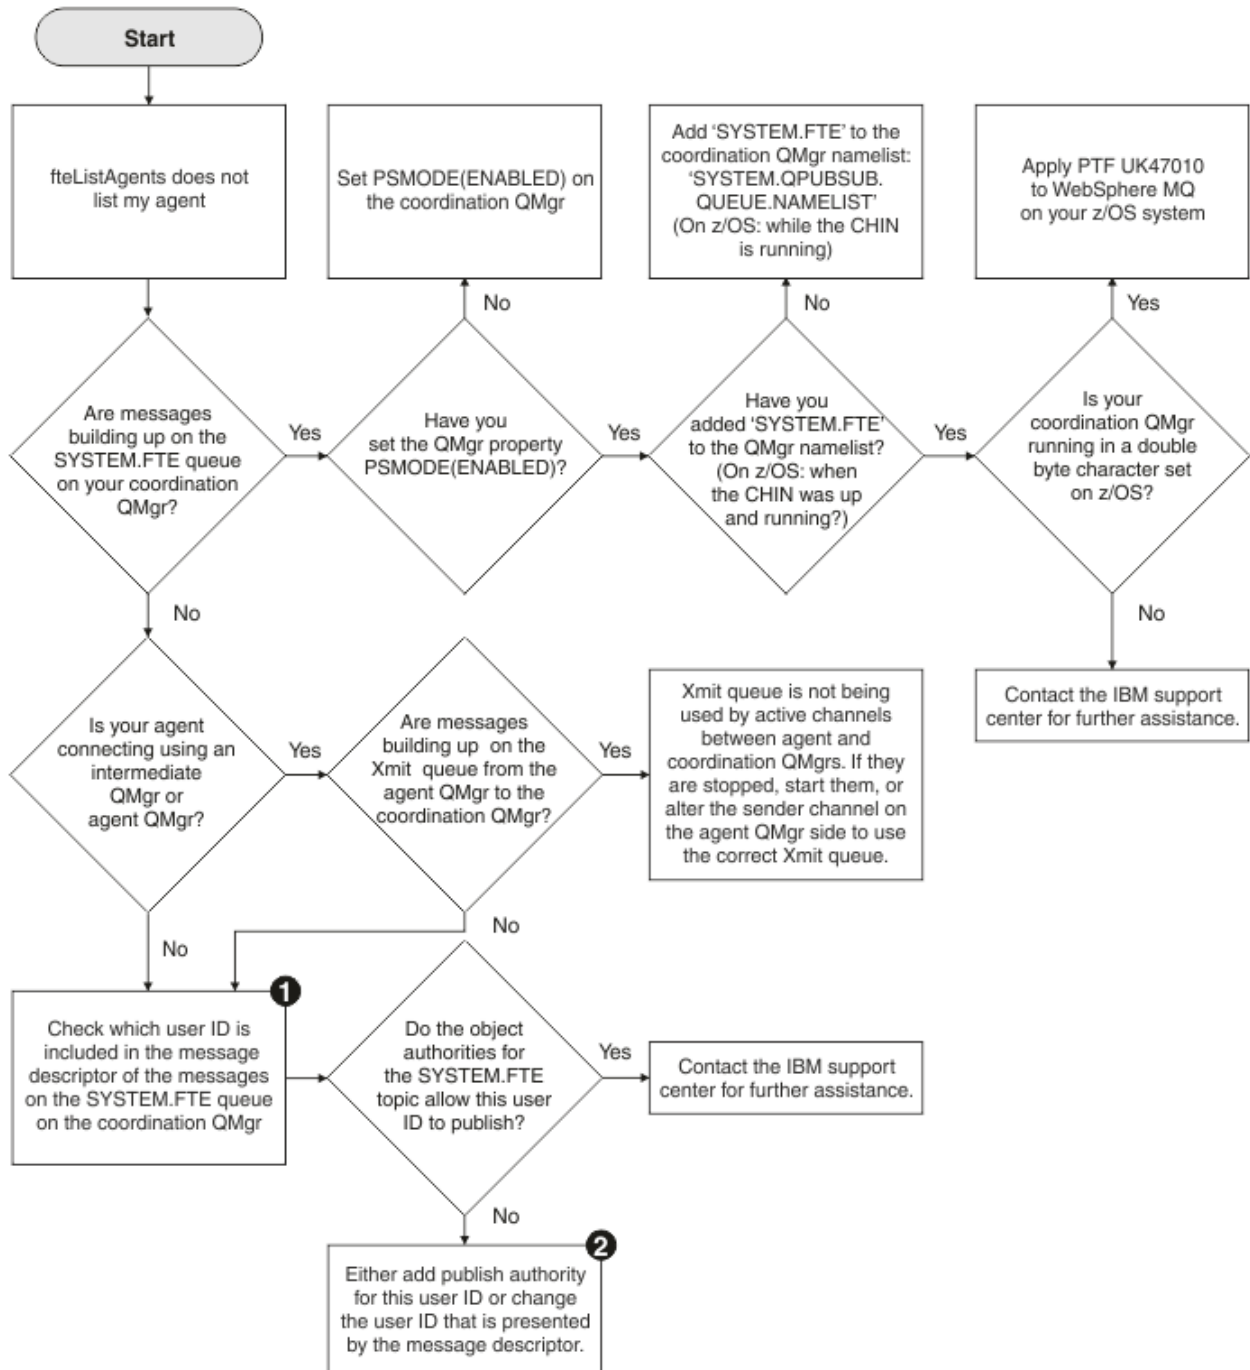 Start
fteListAgents does not
list my agent
Set PSMODE(ENABLED) on
the coordination QMgr
Add ‘SYSTEM.FTE’ to the
coordination QMgr namelist:
‘SYSTEM.QPUBSUB.
QUEUE.NAMELIST’
(On z/OS: while the CHIN
is running)
Apply PTF UK47010
to WebSphere MQ
on your z/OS system
No
No
Yes
Are messages
building up on the
SYSTEM.FTE queue
on your coordination
QMgr?
Yes
Have you
set the QMgr property
PSMODE(ENABLED)?
Yes
Have you
added ‘SYSTEM.FTE’
to the QMgr namelist?
(On z/OS: when
the CHIN was up
and running?)
Yes
Is your
coordination QMgr
running in a double
byte character set
on z/OS?
No
No
Is your agent
connecting using an
intermediate
QMgr or
agent QMgr?
Yes
Are messages
building up on the
Xmit queue from the
agent QMgr to the
coordination QMgr?
Yes
Xmit queue is not being
used by active channels
between agent and
coordination QMgrs. If they
are stopped, start them, or
alter the sender channel on
the agent QMgr side to use
the correct Xmit queue.
Contact the IBM support
center for further assistance.
No
No
1
Check which user ID is
included in the message
descriptor of the messages
on the SYSTEM.FTE queue
on the coordination QMgr
Do the object
authorities for
the SYSTEM.FTE
topic allow this user
ID to publish?
Yes
Contact the IBM support
center for further assistance.
No
2
Either add publish authority
for this user ID or change
the user ID that is presented
by the message descriptor.